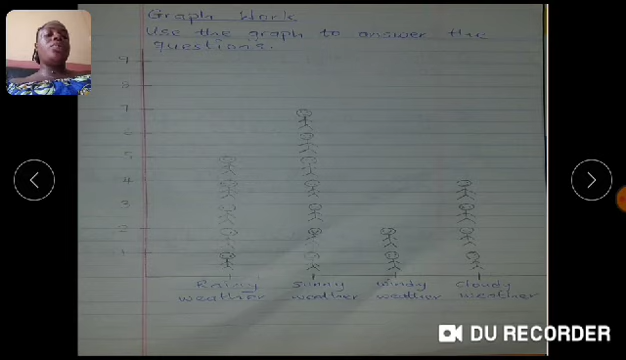 Graph Work
Use the graph to answer the
questions.
9
8
7
6
5
4
3
2
1
Rainy sunny windy cloudy
weather weather weather weather
DU RECORDER